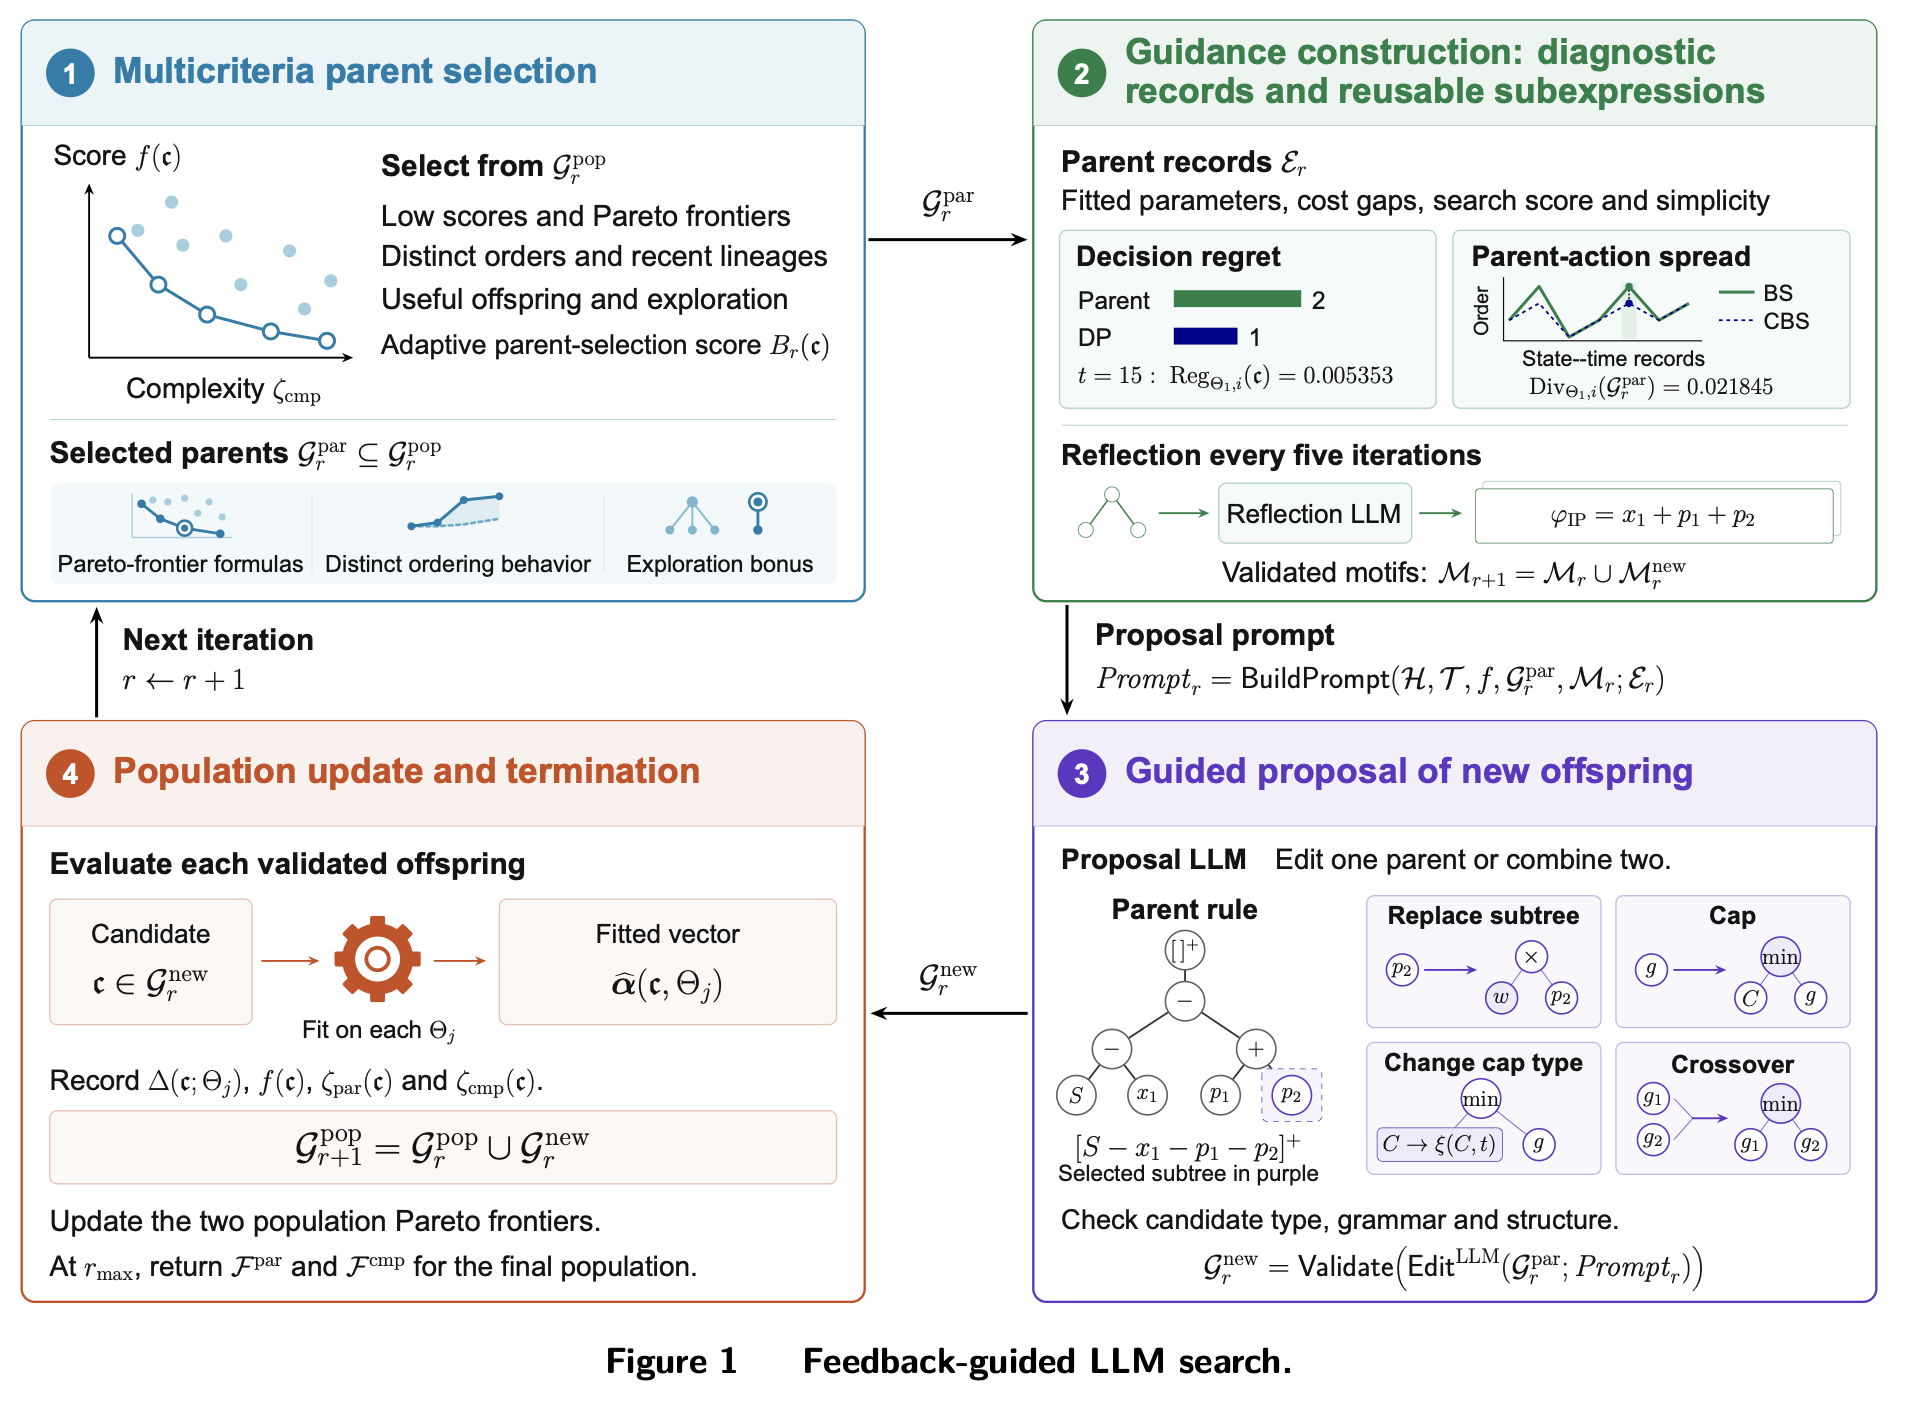 1 Multicriteria parent selection
Score f(𝔠)
Complexity ζ_cmp
Select from 𝒢_r^pop
Low scores and Pareto frontiers
Distinct orders and recent lineages
Useful offspring and exploration
Adaptive parent-selection score B_r(𝔠)
Selected parents 𝒢_r^par ⊆ 𝒢_r^pop
Pareto-frontier formulas
Distinct ordering behavior
Exploration bonus
𝒢_r^par
2 Guidance construction: diagnostic
records and reusable subexpressions
Parent records ℰ_r
Fitted parameters, cost gaps, search score and simplicity
Decision regret
Parent 2
DP 1
t = 15 : Reg_{Θ_1,i}(𝔠) = 0.005353
Parent-action spread
Order
BS
CBS
State--time records
Div_{Θ_1,i}(𝒢_r^par) = 0.021845
Reflection every five iterations
Reflection LLM
φ_IP = x_1 + p_1 + p_2
Validated motifs: ℳ_{r+1} = ℳ_r ∪ ℳ_r^new
Proposal prompt
Prompt_r = BuildPrompt(ℋ, 𝒯, f, 𝒢_r^par, ℳ_r; ℰ_r)
3 Guided proposal of new offspring
Proposal LLM Edit one parent or combine two.
Parent rule
[]^+
−
− +
S x_1 p_1 p_2
[S − x_1 − p_1 − p_2]^+
Selected subtree in purple
Replace subtree
p_2 × w p_2
Cap
g min C g
Change cap type
min
C → ξ(C, t) g
Crossover
g_1 g_2 min g_1 g_2
Check candidate type, grammar and structure.
𝒢_r^new = Validate(Edit^LLM(𝒢_r^par; Prompt_r))
𝒢_r^new
4 Population update and termination
Evaluate each validated offspring
Candidate
𝔠 ∈ 𝒢_r^new
Fit on each Θ_j
Fitted vector
α̂(𝔠, Θ_j)
Record Δ(𝔠; Θ_j), f(𝔠), ζ_par(𝔠) and ζ_cmp(𝔠).
𝒢_{r+1}^pop = 𝒢_r^pop ∪ 𝒢_r^new
Update the two population Pareto frontiers.
At r_max, return ℱ^par and ℱ^cmp for the final population.
Next iteration
r ← r + 1
Figure 1 Feedback-guided LLM search.